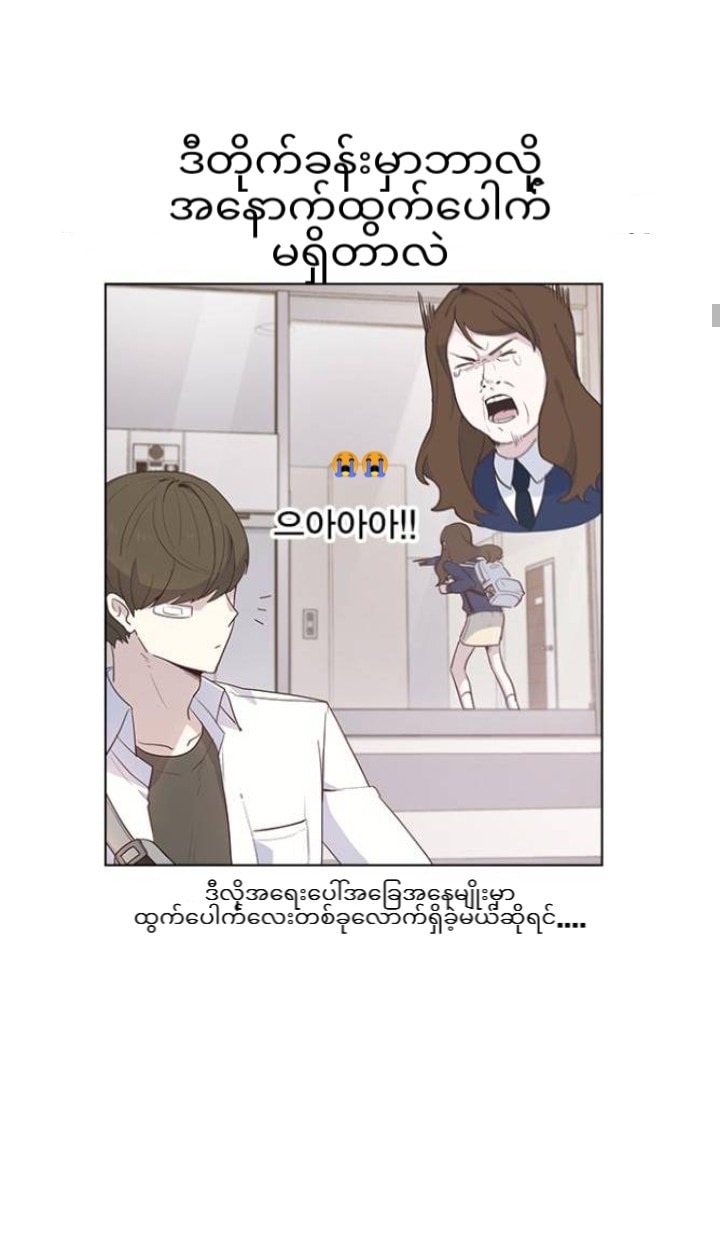 ဒီတိုက်ခန်းမှာဘာလို့
အနောက်ထွက်ပေါက်
မရှိတာလဲ
😭😭
으아아아!!
ဒီလိုအရေးပေါ်အခြေအနေမျိုးမှာ
ထွက်ပေါက်လေးတစ်ခုလောက်ရှိခဲ့မယ်ဆိုရင်....